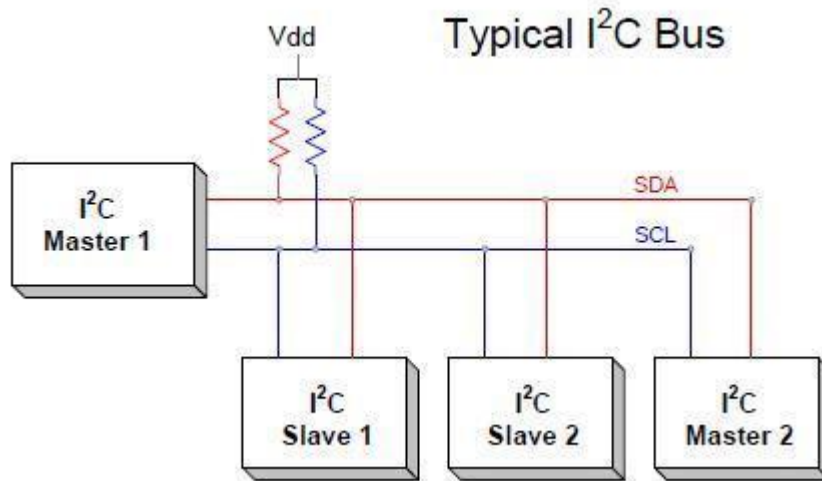 Typical I²C Bus
Vdd
I²C
Master 1
SDA
SCL
I²C
Slave 1
I²C
Slave 2
I²C
Master 2